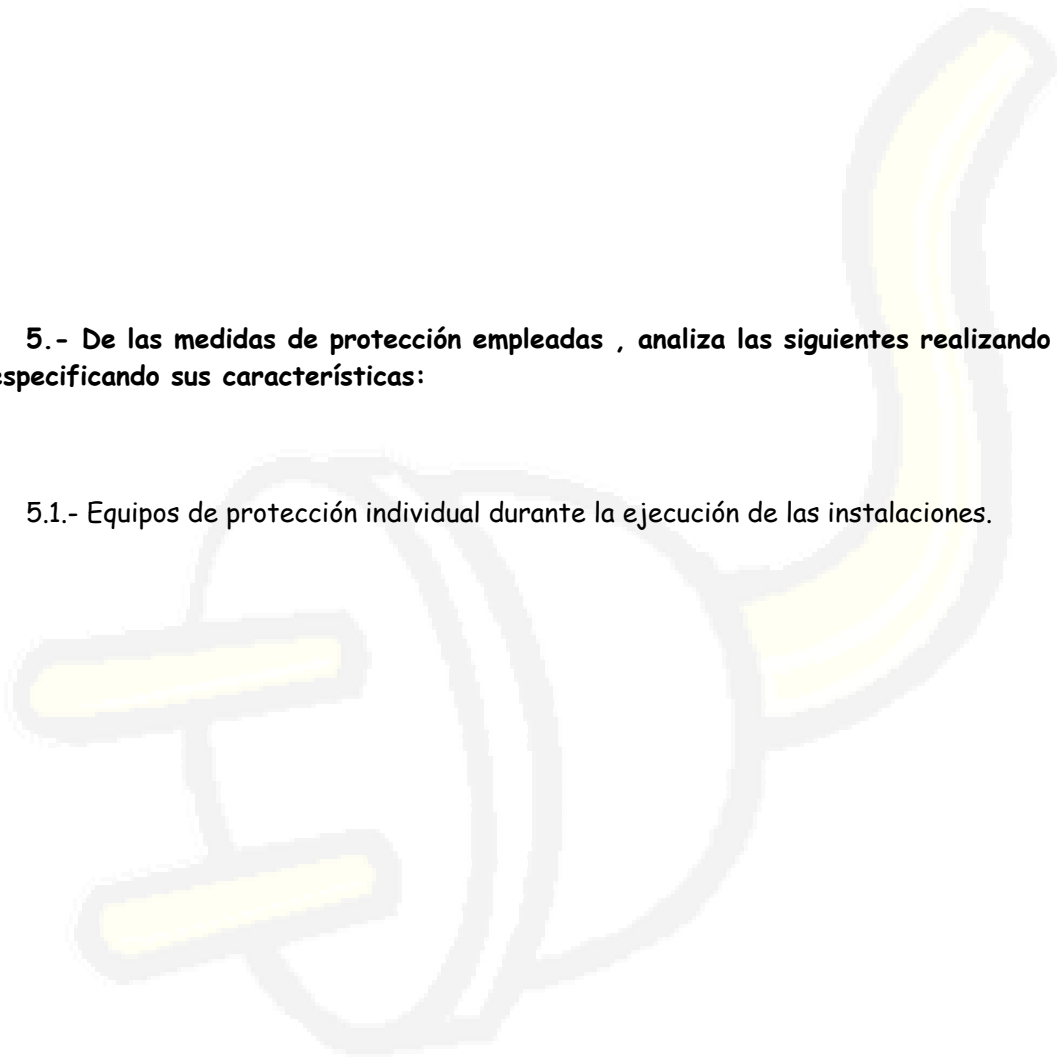 5.- De las medidas de protección empleadas , analiza las siguientes realizando
especificando sus características:
5.1.- Equipos de protección individual durante la ejecución de las instalaciones.